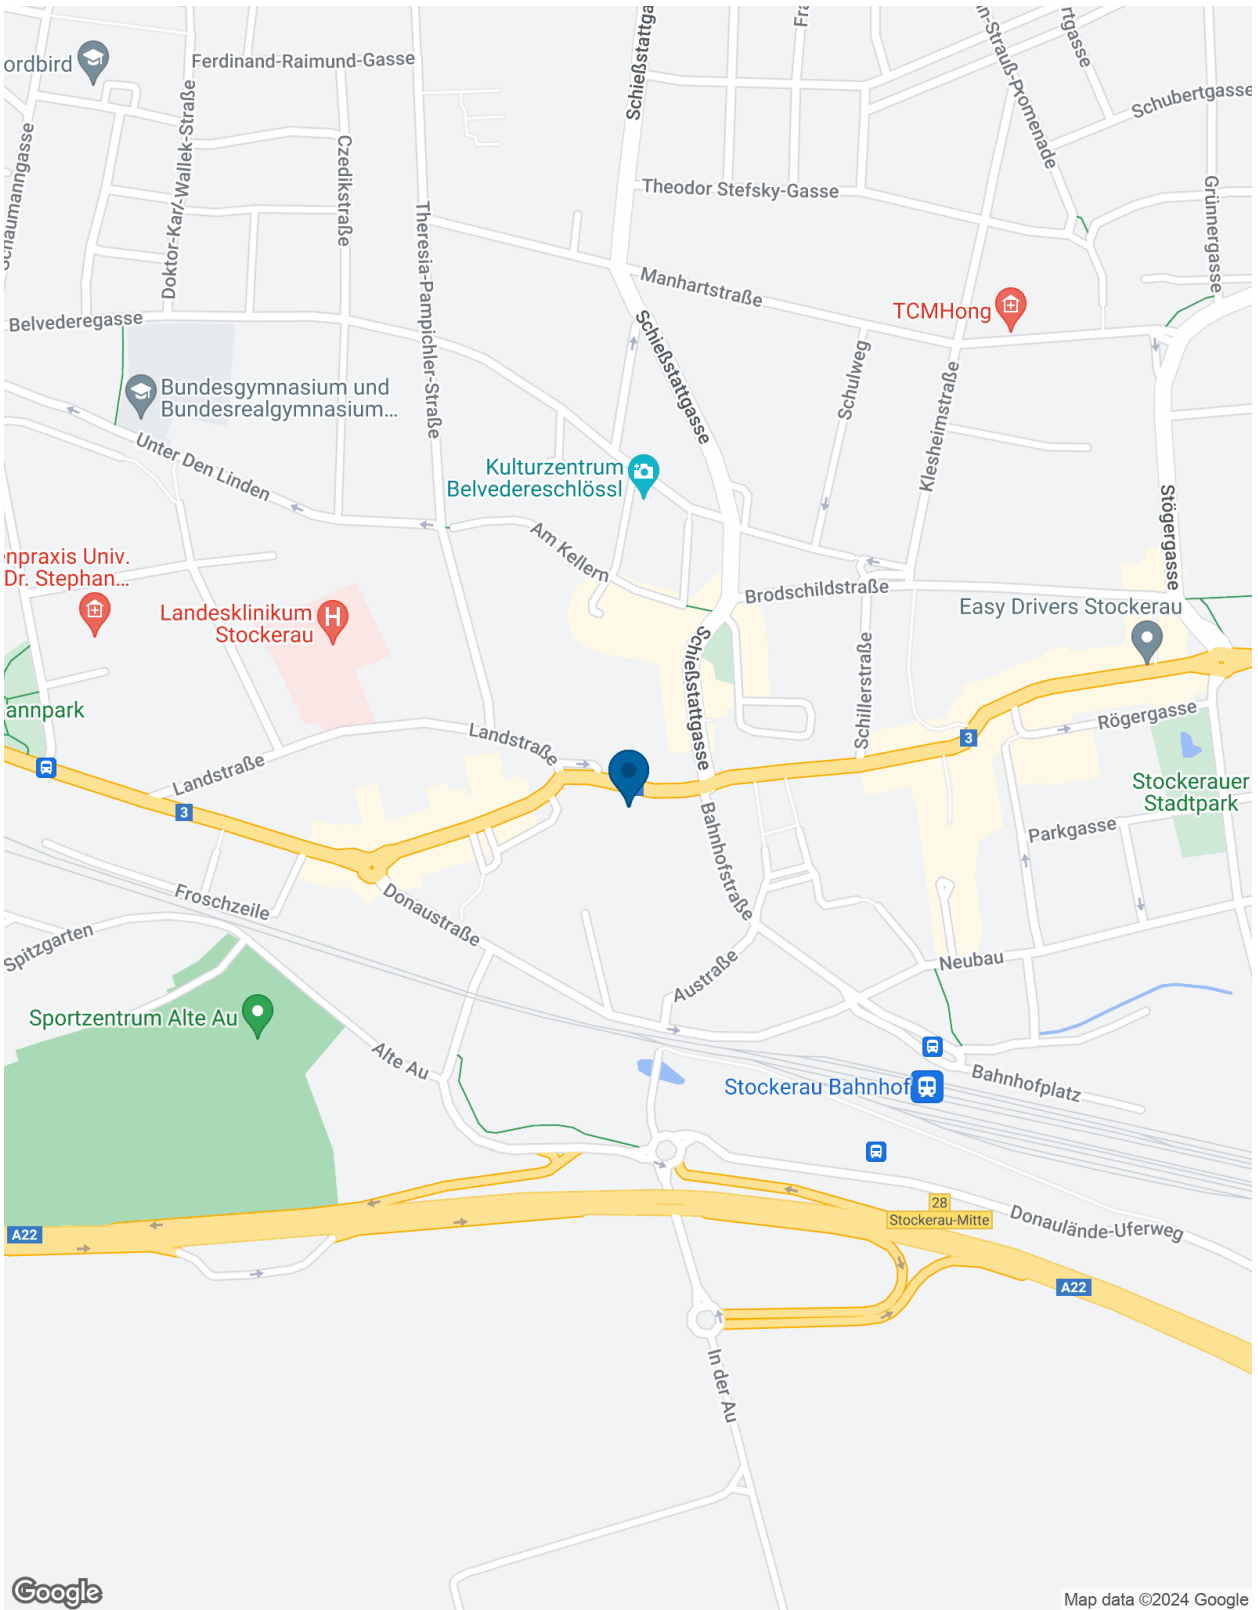 Schießstattga
Fra
n-Strauß-Promenade
rtgasse
ordbird
Ferdinand-Raimund-Gasse
Schubertgasse
Schaumanngasse
Doktor-Karl-Wallek-Straße
Czedikstraße
Theresia-Pampichler-Straße
Theodor Stefsky-Gasse
Grünnergasse
Manhartstraße
TCMHong
Belvederegasse
Schießstattgasse
Schulweg
Klesheimstraße
Bundesgymnasium und
Bundesrealgymnasium...
Unter Den Linden
Kulturzentrum
Belvedereschlössl
Stögergasse
Am Kellern
enpraxis Univ.
Dr. Stephan...
Landesklinikum
Stockerau
H
Brodschildstraße
Easy Drivers Stockerau
Schießstattgasse
Schillerstraße
annpark
Rögergasse
Landstraße
3
Landstraße
Stockerauer
Stadtpark
3
Bahnhofstraße
Parkgasse
Froschzeile
Donaustraße
Spitzgarten
Austraße
Neubau
Sportzentrum Alte Au
Alte Au
Stockerau Bahnhof
Bahnhofplatz
28
Stockerau-Mitte
Donaulände-Uferweg
A22
A22
In der Au
Google
Map data ©2024 Google